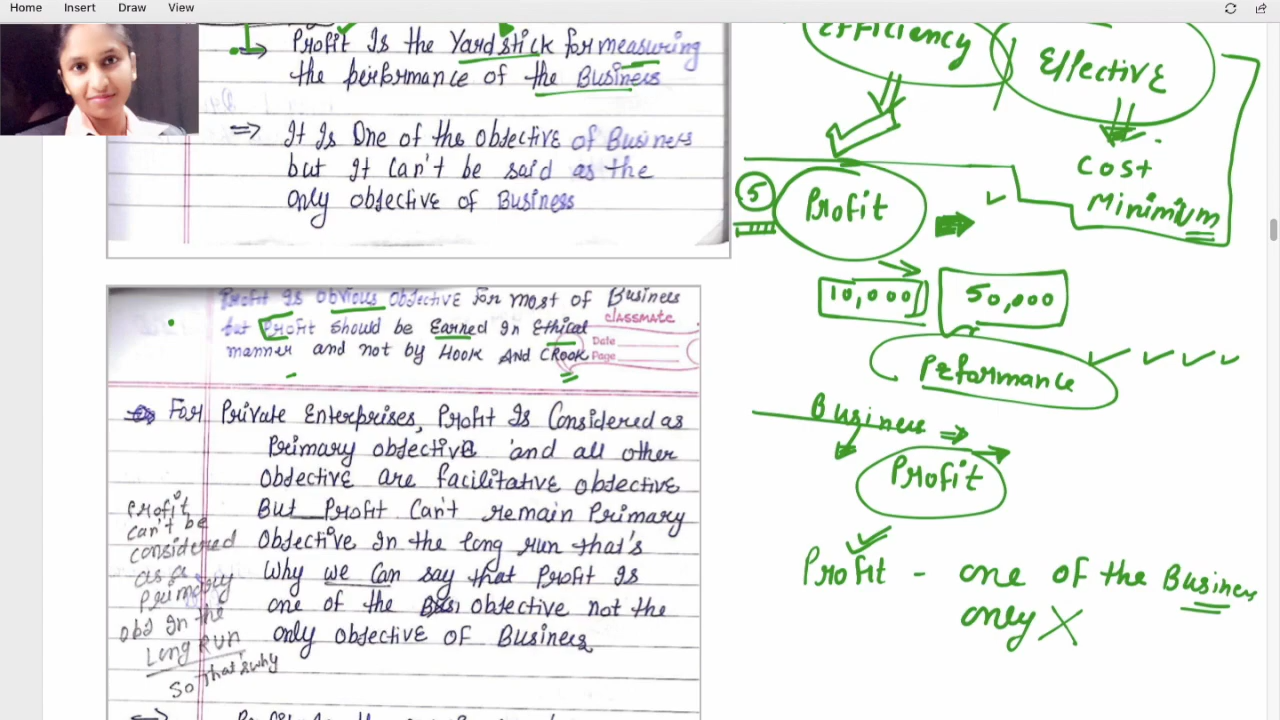 Home Insert Draw View
Profit Is the Yardstick for measuring
the performance of the Business
It Is One of the objective of Business
but It Can't be said as the
only objective of Business
Profit Is obvious objective for most of Business
but Profit should be Earned In Ethical
manner and not by Hook And Crook
classmate
Date
Page
For Private Enterprises, Profit Is Considered as
Primary objective and all other
objective are facilitative objective
But Profit Can't remain Primary
objective In the long run that's
Why we can say that Profit Is
one of the objective not the
only objective of Business
Profit
can't be
considered
as a
primary
obj In the
Long Run
So that's why
Efficiency
Effective
Cost
Minimium
5
Profit
10,000
50,000
Performance
Business
Profit
Profit - one of the Business
only X